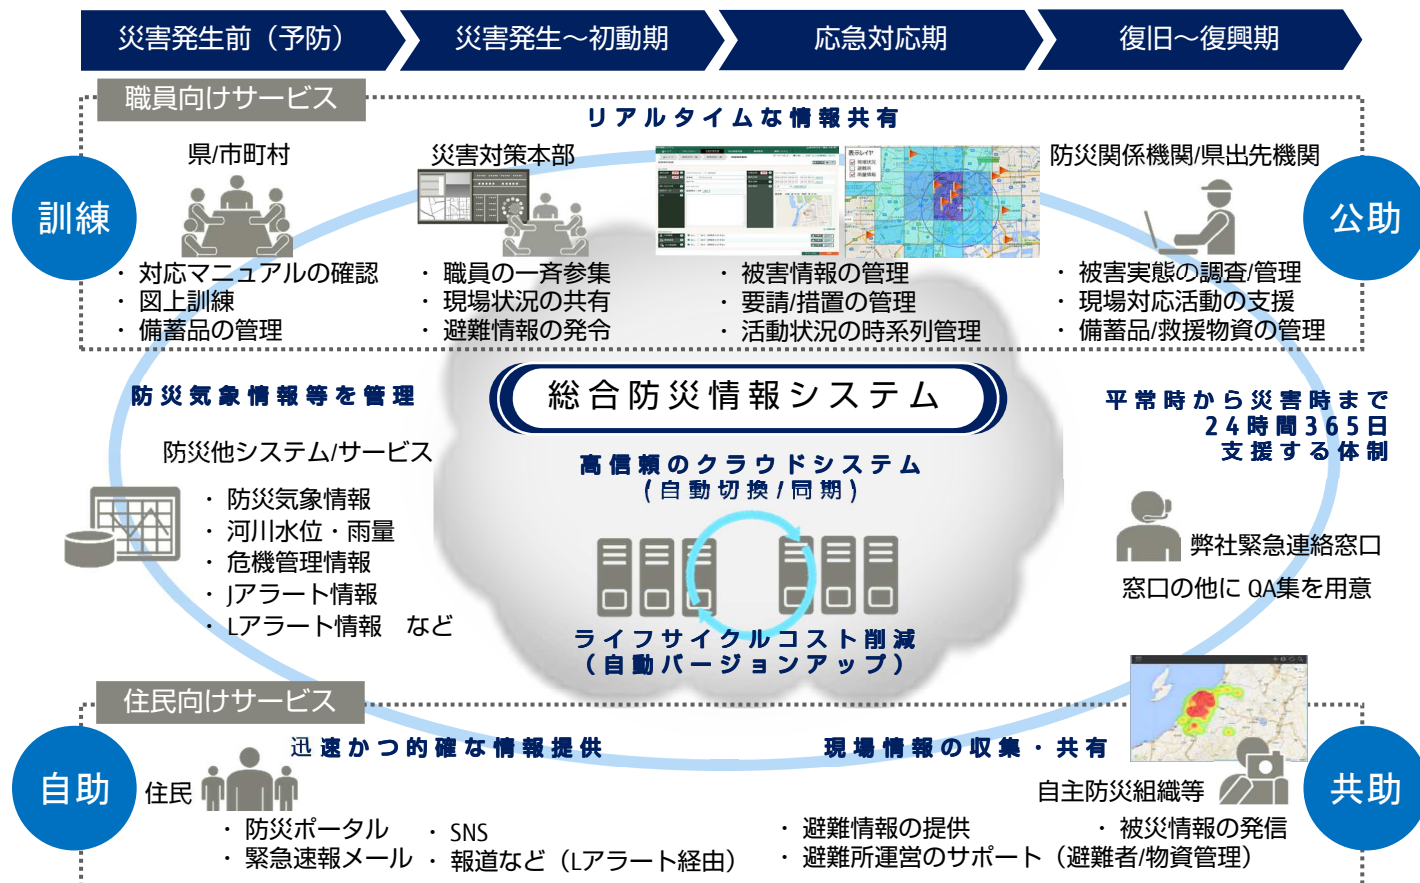 災害発生前（予防）
災害発生～初動期
応急対応期
復旧～復興期
職員向けサービス
リアルタイムな情報共有
訓練
公助
県/市町村
・ 対応マニュアルの確認
・ 図上訓練
・ 備蓄品の管理
災害対策本部
・ 職員の一斉参集
・ 現場状況の共有
・ 避難情報の発令
表示レイヤ
避難所
雨量情報
・ 被害情報の管理
・ 要請/措置の管理
・ 活動状況の時系列管理
防災関係機関/県出先機関
・ 被害実態の調査/管理
・ 現場対応活動の支援
・ 備蓄品/救援物資の管理
総合防災情報システム
高信頼のクラウドシステム
(自動切換/同期)
ライフサイクルコスト削減
（自動バージョンアップ）
防災気象情報等を管理
防災他システム/サービス
・ 防災気象情報
・ 河川水位・雨量
・ 危機管理情報
・ Jアラート情報
・ Lアラート情報　など
平常時から災害時まで
24時間365日
支援する体制
弊社緊急連絡窓口
窓口の他に QA集を用意
住民向けサービス
自助
共助
迅速かつ的確な情報提供
住民
・ 防災ポータル
・ 緊急速報メール
・ SNS
・ 報道など（Lアラート経由）
現場情報の収集・共有
自主防災組織等
・ 避難情報の提供
・ 被災情報の発信
・ 避難所運営のサポート（避難者/物資管理）